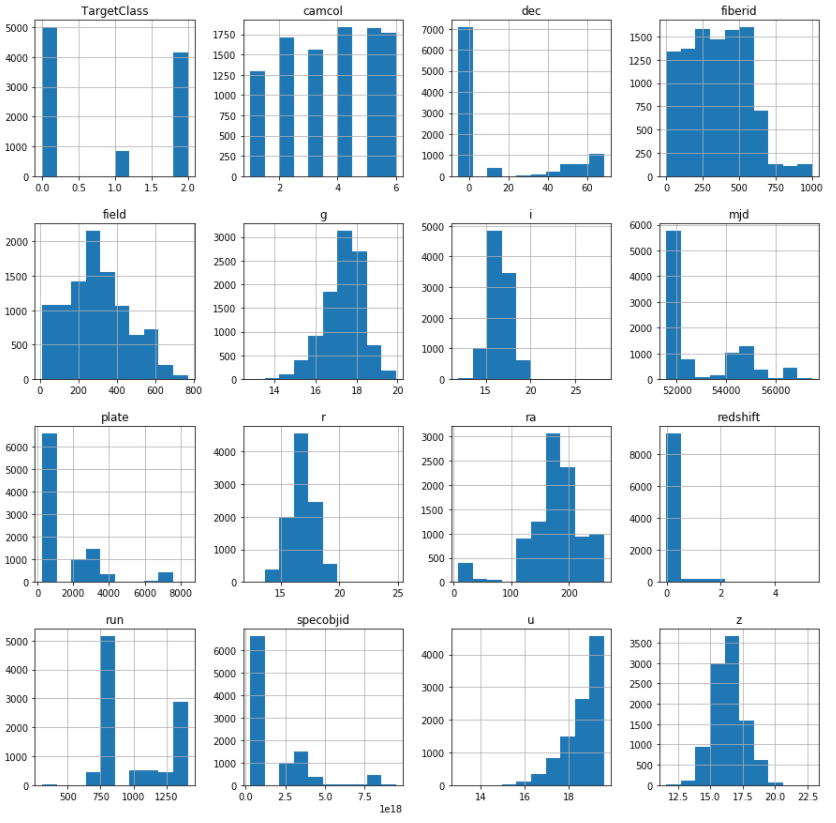 TargetClass camcol dec fiberid
5000 4000 3000 2000 1000 0
0.0 0.5 1.0 1.5 2.0
1750 1500 1250 1000 750 500 250 0
2 4 6
7000 6000 5000 4000 3000 2000 1000 0
0 20 40 60
1500 1250 1000 750 500 250 0
0 250 500 750 1000
field g i mjd
2000 1500 1000 500 0
0 200 400 600 800
3000 2500 2000 1500 1000 500 0
14 16 18 20
5000 4000 3000 2000 1000 0
15 20 25
6000 5000 4000 3000 2000 1000 0
52000 54000 56000
plate r ra redshift
6000 5000 4000 3000 2000 1000 0
0 2000 4000 6000 8000
4000 3000 2000 1000 0
15 20 25
3000 2500 2000 1500 1000 500 0
0 100 200
8000 6000 4000 2000 0
0 2 4
run specobjid u z
5000 4000 3000 2000 1000 0
500 750 1000 1250
6000 5000 4000 3000 2000 1000 0
0.0 2.5 5.0 7.5
1e18
4000 3000 2000 1000 0
14 16 18
3500 3000 2500 2000 1500 1000 500 0
12.5 15.0 17.5 20.0 22.5